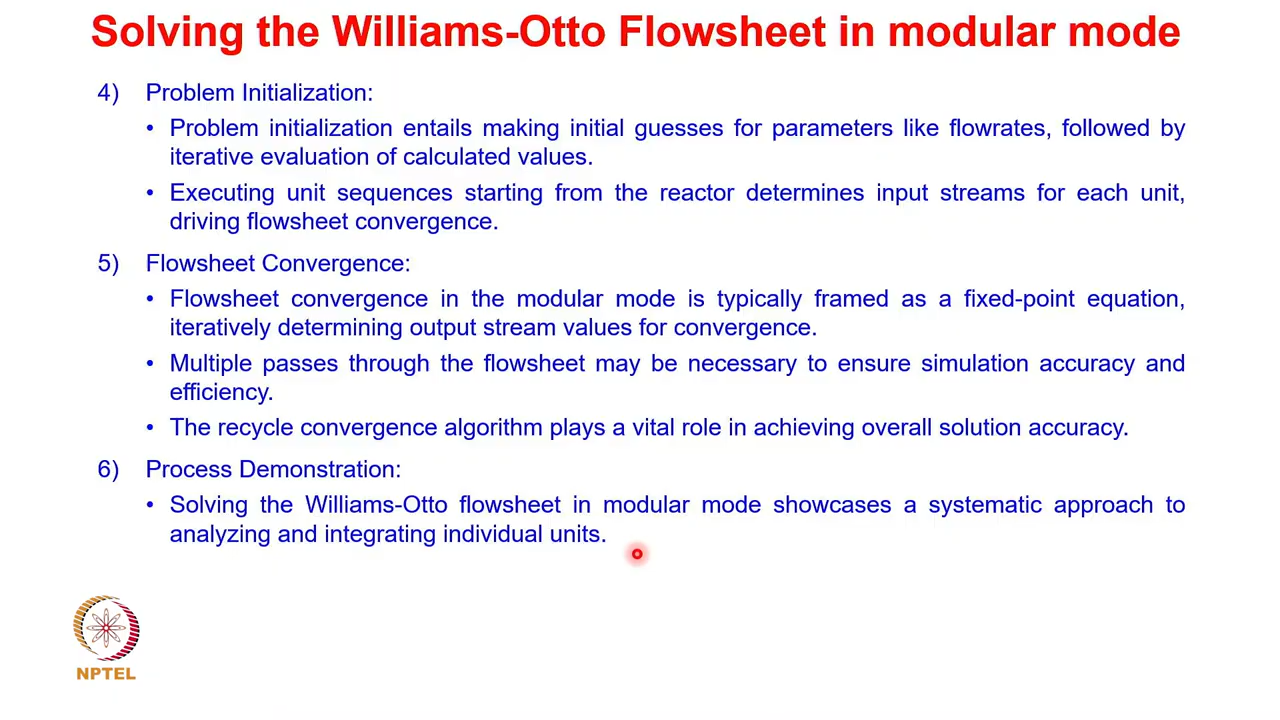 Solving the Williams-Otto Flowsheet in modular mode
4) Problem Initialization:
• Problem initialization entails making initial guesses for parameters like flowrates, followed by
iterative evaluation of calculated values.
• Executing unit sequences starting from the reactor determines input streams for each unit,
driving flowsheet convergence.
5) Flowsheet Convergence:
• Flowsheet convergence in the modular mode is typically framed as a fixed-point equation,
iteratively determining output stream values for convergence.
• Multiple passes through the flowsheet may be necessary to ensure simulation accuracy and
efficiency.
• The recycle convergence algorithm plays a vital role in achieving overall solution accuracy.
6) Process Demonstration:
• Solving the Williams-Otto flowsheet in modular mode showcases a systematic approach to
analyzing and integrating individual units.
NPTEL